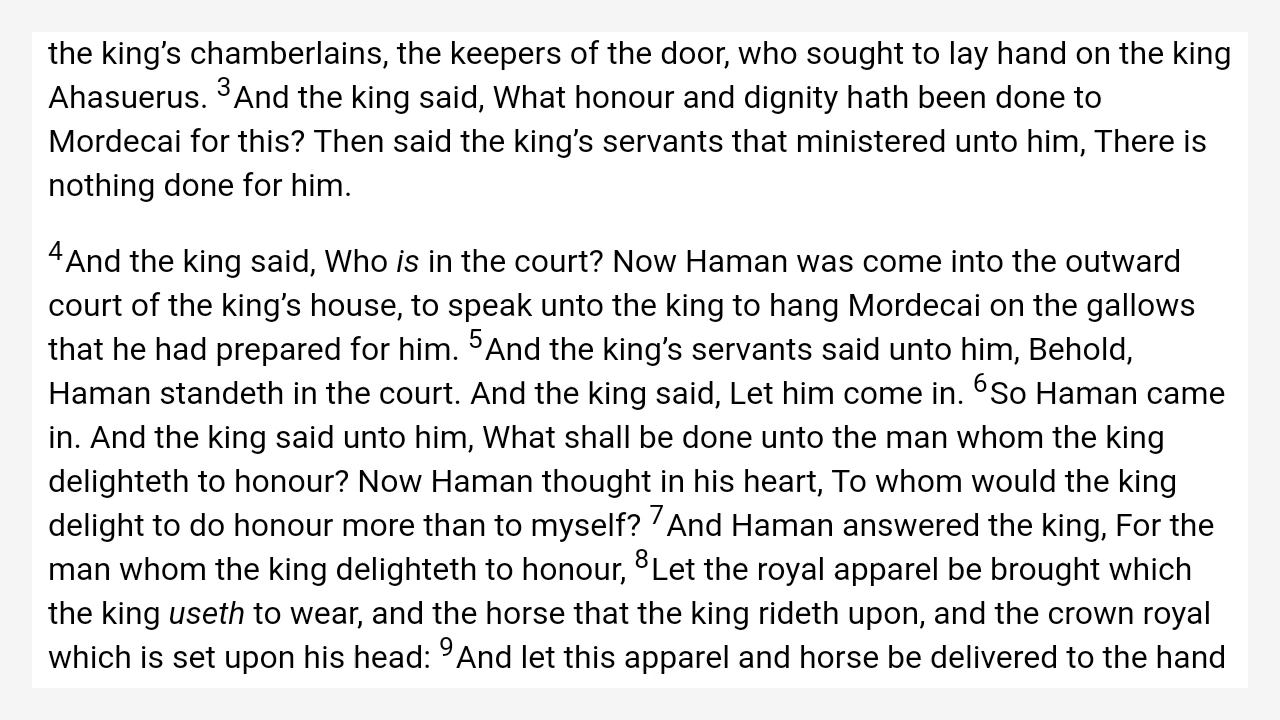 the king’s chamberlains, the keepers of the door, who sought to lay hand on the king
Ahasuerus. 3And the king said, What honour and dignity hath been done to
Mordecai for this? Then said the king’s servants that ministered unto him, There is
nothing done for him.
4And the king said, Who is in the court? Now Haman was come into the outward
court of the king’s house, to speak unto the king to hang Mordecai on the gallows
that he had prepared for him. 5And the king’s servants said unto him, Behold,
Haman standeth in the court. And the king said, Let him come in. 6So Haman came
in. And the king said unto him, What shall be done unto the man whom the king
delighteth to honour? Now Haman thought in his heart, To whom would the king
delight to do honour more than to myself? 7And Haman answered the king, For the
man whom the king delighteth to honour, 8Let the royal apparel be brought which
the king useth to wear, and the horse that the king rideth upon, and the crown royal
which is set upon his head: 9And let this apparel and horse be delivered to the hand